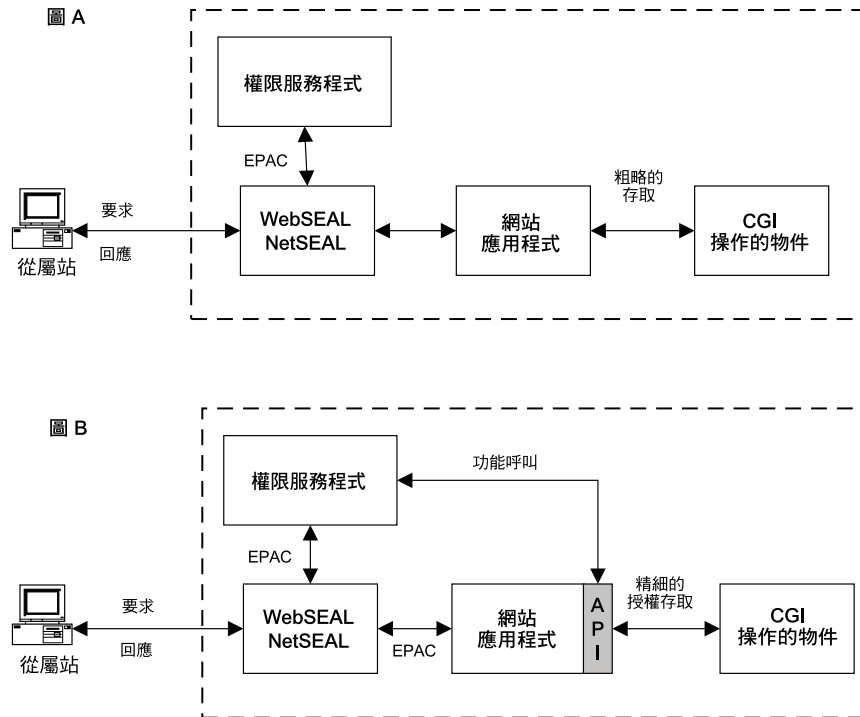 圖 A
權限服務程式
EPAC
粗略的
存取
要求
WebSEAL
NetSEAL
網站
應用程式
CGI
操作的物件
回應
從屬站
圖 B
權限服務程式
功能呼叫
EPAC
精細的
授權存取
要求
WebSEAL
NetSEAL
網站
應用程式
A
P
I
CGI
操作的物件
回應
EPAC
從屬站